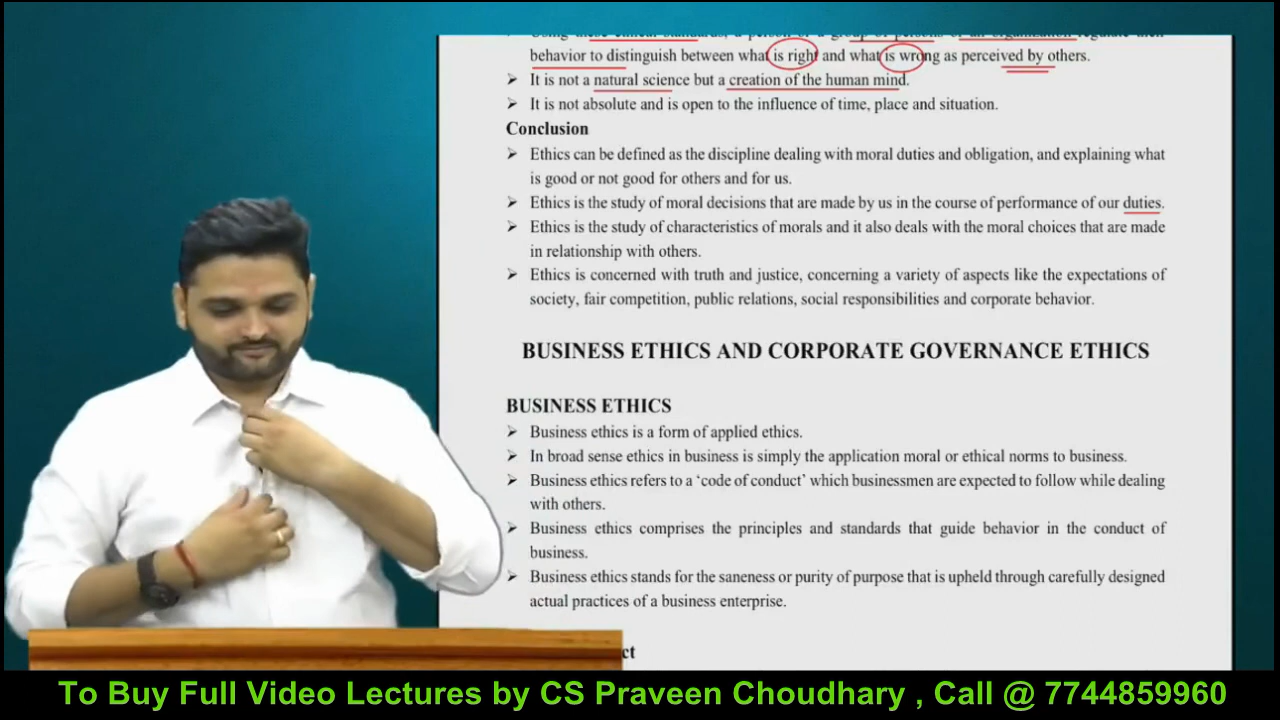 behavior to distinguish between what is right and what is wrong as perceived by others.
➤ It is not a natural science but a creation of the human mind.
➤ It is not absolute and is open to the influence of time, place and situation.
Conclusion
➤ Ethics can be defined as the discipline dealing with moral duties and obligation, and explaining what
is good or not good for others and for us.
➤ Ethics is the study of moral decisions that are made by us in the course of performance of our duties.
➤ Ethics is the study of characteristics of morals and it also deals with the moral choices that are made
in relationship with others.
➤ Ethics is concerned with truth and justice, concerning a variety of aspects like the expectations of
society, fair competition, public relations, social responsibilities and corporate behavior.
BUSINESS ETHICS AND CORPORATE GOVERNANCE ETHICS
BUSINESS ETHICS
➤ Business ethics is a form of applied ethics.
➤ In broad sense ethics in business is simply the application moral or ethical norms to business.
➤ Business ethics refers to a ‘code of conduct’ which businessmen are expected to follow while dealing
with others.
➤ Business ethics comprises the principles and standards that guide behavior in the conduct of
business.
➤ Business ethics stands for the saneness or purity of purpose that is upheld through carefully designed
actual practices of a business enterprise.
To Buy Full Video Lectures by CS Praveen Choudhary , Call @ 7744859960